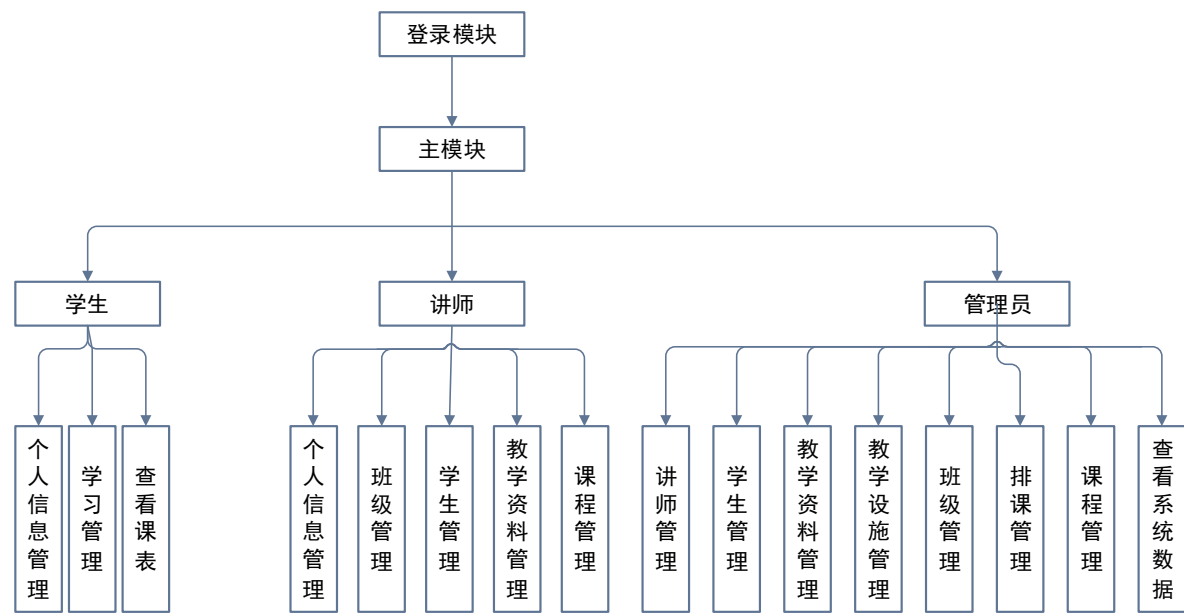 登录模块
主模块
学生
讲师
管理员
个人信息管理
学习管理
查看课表
个人信息管理
班级管理
学生管理
教学资料管理
课程管理
讲师管理
学生管理
教学资料管理
教学设施管理
班级管理
排课管理
课程管理
查看系统数据